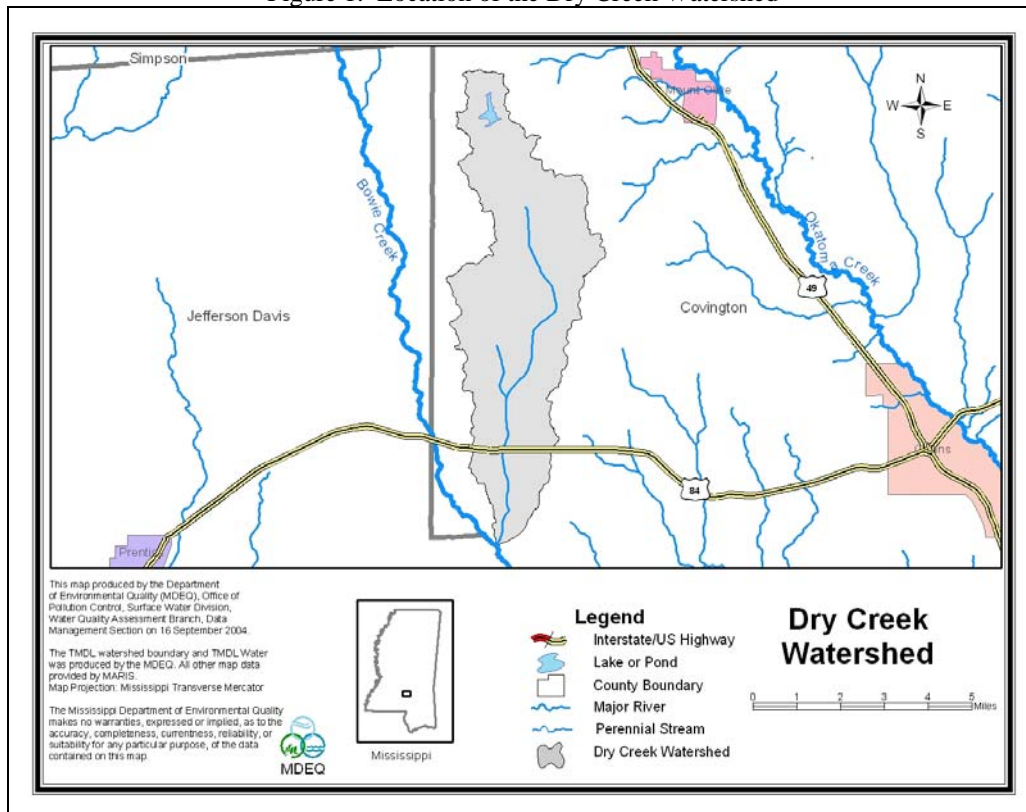 Figure 1. Location of the Dry Creek Watershed
Simpson
Mount Olive
N
W E
S
Bowie Creek
Okatoma Creek
49
Jefferson Davis
Covington
Collins
84
Prentiss
This map produced by the Department
of Environmental Quality (MDEQ), Office of
Pollution Control, Surface Water Division,
Water Quality Assessment Branch, Data
Management Section on 16 September 2004.
The TMDL watershed boundary and TMDL Water
was produced by the MDEQ. All other map data
provided by MARIS.
Map Projection: Mississippi Transverse Mercator
The Mississippi Department of Environmental Quality
makes no warranties, expressed or implied, as to the
accuracy, completeness, currentness, reliability, or
suitability for any particular purpose, of the data
contained on this map.
MDEQ
Mississippi
Legend
Interstate/US Highway
Lake or Pond
County Boundary
Major River
Perennial Stream
Dry Creek Watershed
Dry Creek
Watershed
0 1 2 3 4 5
Miles